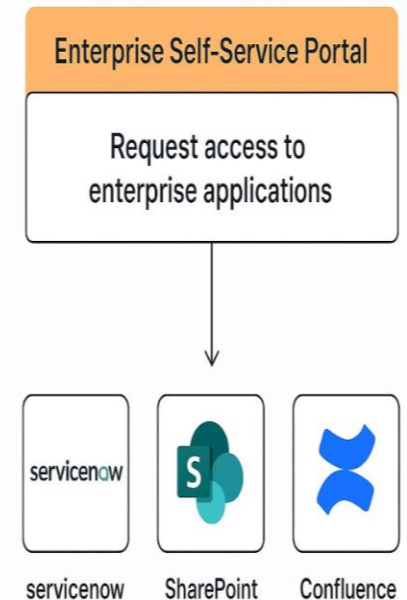 Enterprise Self-Service Portal
Request access to
enterprise applications
servicenow
S
servicenow
SharePoint
Confluence